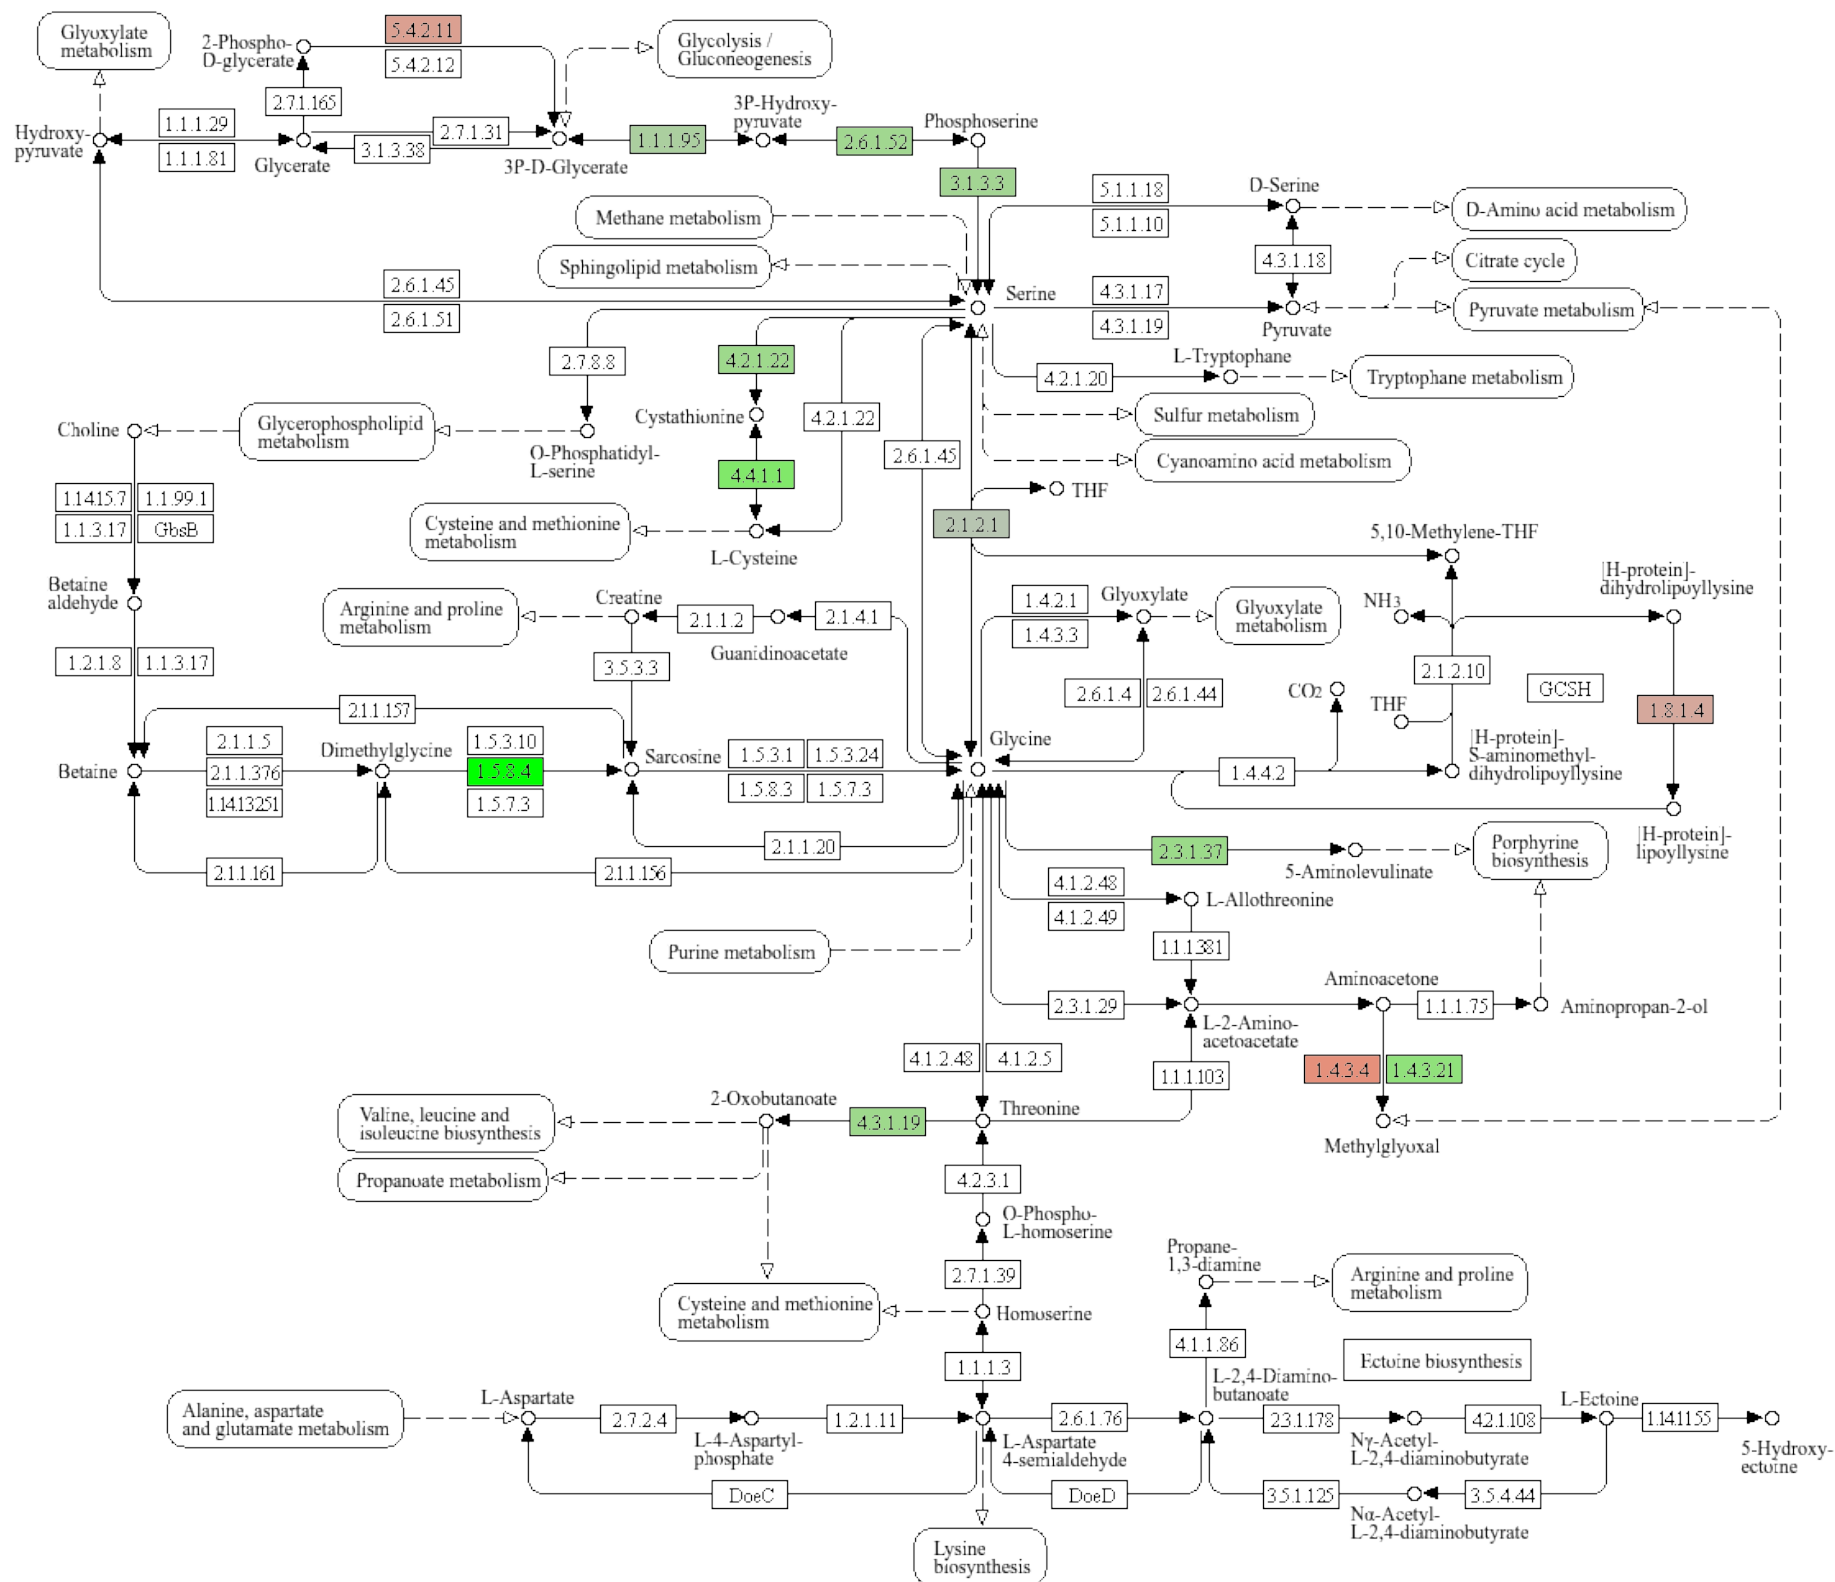 Glyoxylate
metabolism
2-Phospho-
D-glycerate
5.4.2.11
5.4.2.12
Glycolysis /
Gluconeogenesis
2.7.1.165
Hydroxy-
pyruvate
1.1.1.29
1.1.1.81
Glycerate
2.7.1.31
3.1.3.38
3P-D-Glycerate
1.1.1.95
3P-Hydroxy-
pyruvate
2.6.1.52
Phosphoserine
3.1.3.3
Methane metabolism
Sphingolipid metabolism
5.1.1.18
5.1.1.10
D-Serine
D-Amino acid metabolism
4.3.1.18
Citrate cycle
2.6.1.45
2.6.1.51
Serine
4.3.1.17
4.3.1.19
Pyruvate
Pyruvate metabolism
2.7.8.8
4.2.1.22
4.2.1.20
L-Tryptophane
Tryptophane metabolism
Choline
Glycerophospholipid
metabolism
O-Phosphatidyl-
L-serine
Cystathionine
4.2.1.22
2.6.1.45
Sulfur metabolism
Cyanoamino acid metabolism
4.4.1.1
THF
1.14.15.7
1.1.99.1
1.1.3.17
GbsB
Cysteine and methionine
metabolism
L-Cysteine
2.1.2.1
5,10-Methylene-THF
Betaine
aldehyde
Arginine and proline
metabolism
Creatine
2.1.1.2
2.1.4.1
Guanidinoacetate
1.4.2.1
1.4.3.3
Glyoxylate
Glyoxylate
metabolism
NH3
[H-protein]-
dihydrolipoyllysine
1.2.1.8
1.1.3.17
3.5.3.3
2.6.1.4
2.6.1.44
CO2
2.1.2.10
THF
GCSH
1.8.1.4
2.1.1.157
Betaine
2.1.1.5
2.1.1.376
1.14.13.251
Dimethylglycine
1.5.3.10
1.5.8.4
1.5.7.3
Sarcosine
1.5.3.1
1.5.3.24
1.5.8.3
1.5.7.3
Glycine
1.4.4.2
[H-protein]-
S-aminomethyl-
dihydrolipoyllysine
[H-protein]-
lipoyllysine
2.1.1.20
2.1.1.161
2.1.1.156
2.3.1.37
5-Aminolevulinate
Porphyrine
biosynthesis
4.1.2.48
4.1.2.49
L-Allothreonine
Purine metabolism
1.1.1.381
2.3.1.29
L-2-Amino-
acetoacetate
Aminoacetone
1.1.1.75
Aminopropan-2-ol
4.1.2.48
4.1.2.5
1.1.1.103
1.4.3.4
1.4.3.21
Methylglyoxal
Valine, leucine and
isoleucine biosynthesis
2-Oxobutanoate
4.3.1.19
Threonine
Propanoate metabolism
4.2.3.1
O-Phospho-
L-homoserine
2.7.1.39
Cysteine and methionine
metabolism
Homoserine
Propane-
1,3-diamine
Arginine and proline
metabolism
4.1.1.86
Ectoine biosynthesis
1.1.1.3
Alanine, aspartate
and glutamate metabolism
L-Aspartate
2.7.2.4
L-4-Aspartyl-
phosphate
1.2.1.11
L-Aspartate
4-semialdehyde
2.6.1.76
L-2,4-Diamino-
butanoate
2.3.1.178
Nγ-Acetyl-
L-2,4-diaminobutyrate
4.2.1.108
L-Ectoine
1.14.11.55
5-Hydroxy-
ectoine
DoeC
DoeD
3.5.1.125
Nα-Acetyl-
L-2,4-diaminobutyrate
3.5.4.44
Lysine
biosynthesis